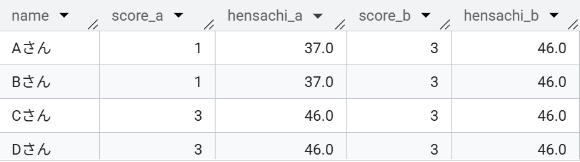 name score_a hensachi_a score_b hensachi_b
Aさん 1 37.0 3 46.0
Bさん 1 37.0 3 46.0
Cさん 3 46.0 3 46.0
Dさん 3 46.0 3 46.0